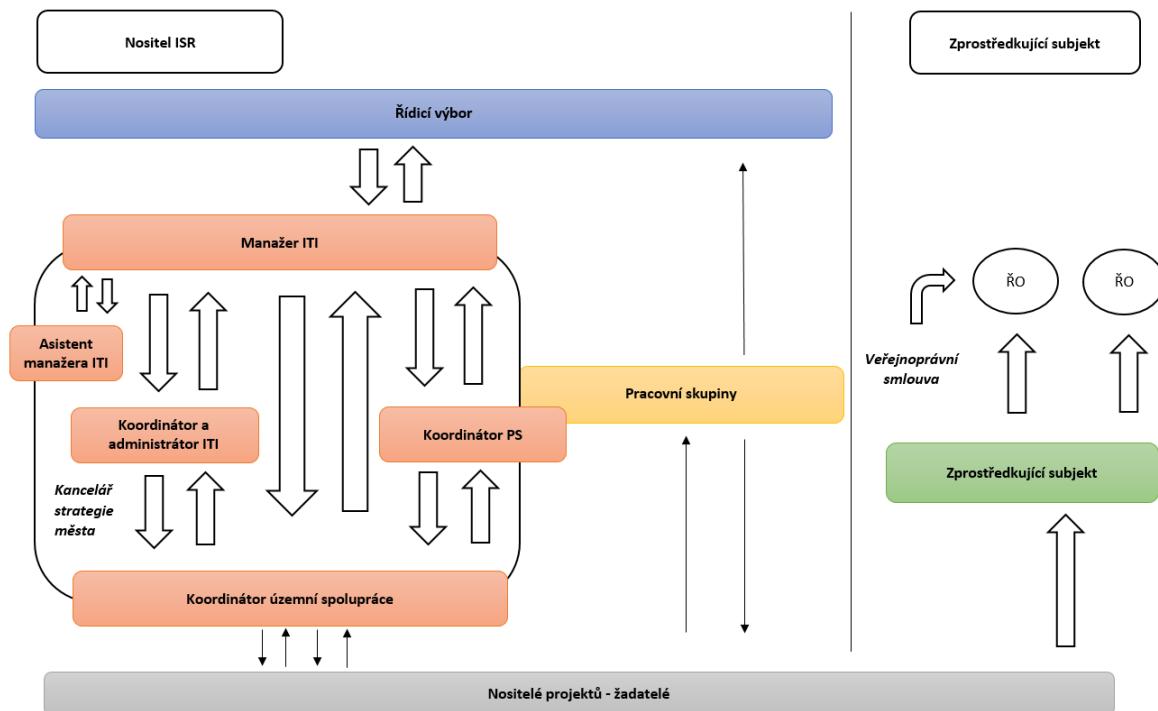 Nositel ISR
Zprostředkující subjekt
Řídicí výbor
Manažer ITI
ŘO
ŘO
Asistent
manažera ITI
Veřejnoprávní
smlouva
Pracovní skupiny
Koordinátor a
administrátor ITI
Koordinátor PS
Zprostředkující subjekt
Kancelář
strategie
města
Koordinátor územní spolupráce
Nositelé projektů - žadatelé